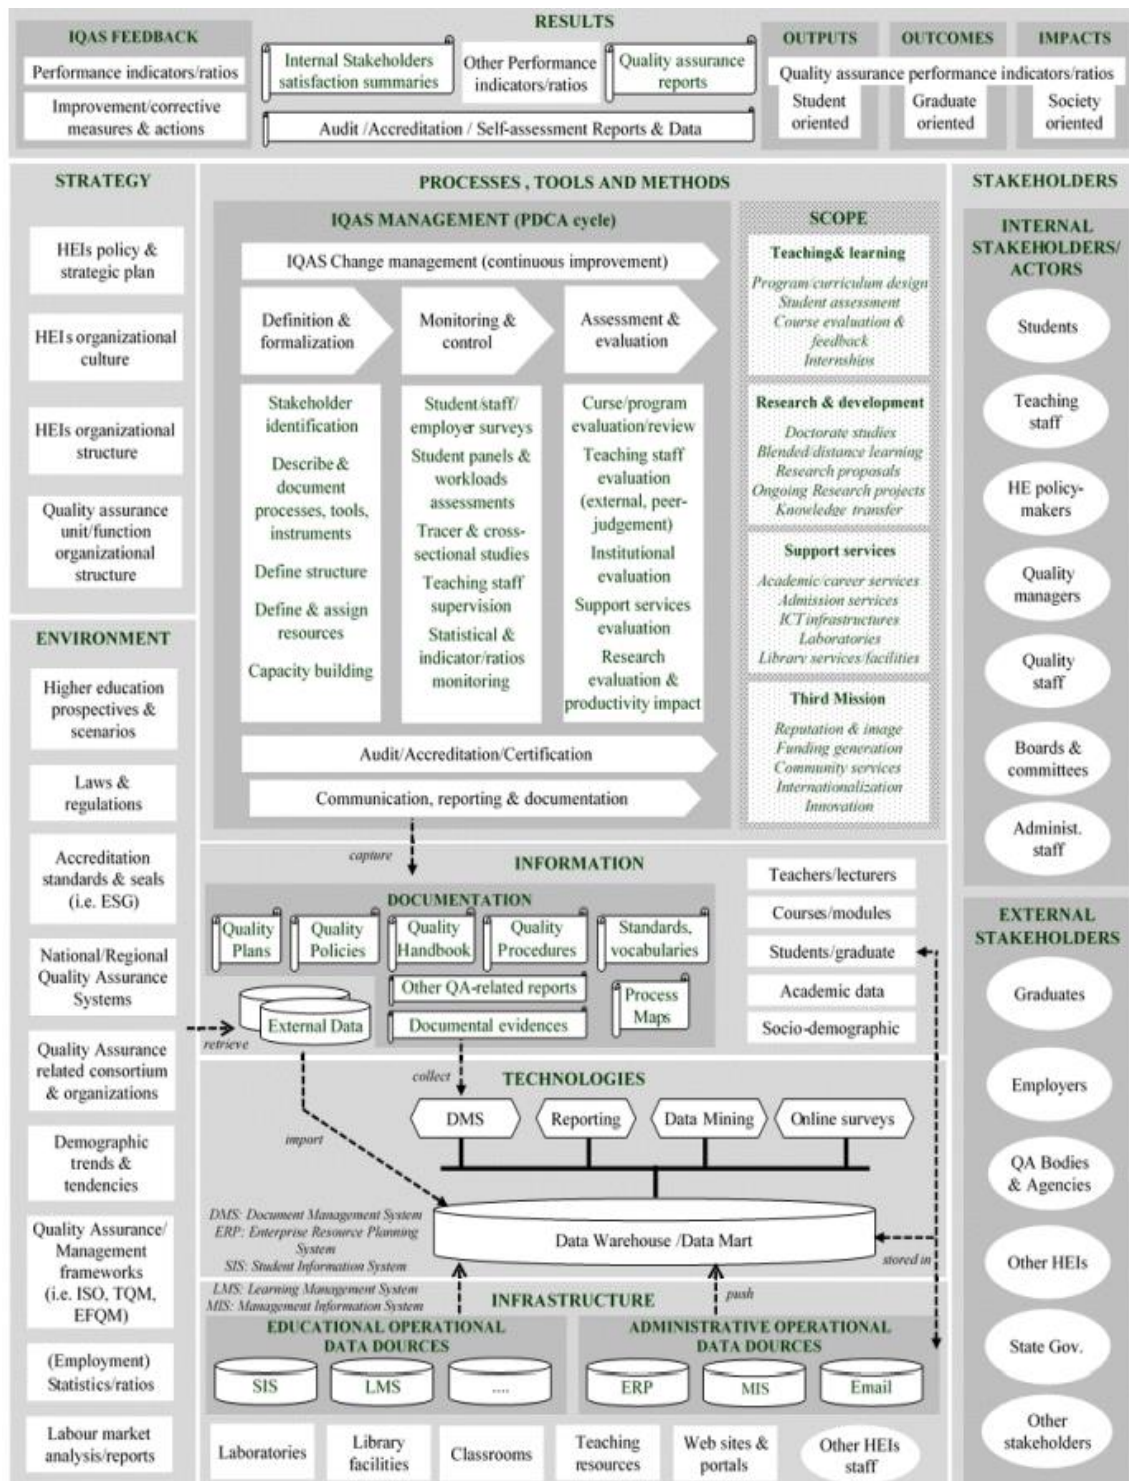 RESULTS
IQAS FEEDBACK
Performance indicators/ratios
Improvement/corrective
measures & actions
Internal Stakeholders
satisfaction summaries
Other Performance
indicators/ratios
Quality assurance
reports
Audit /Accreditation / Self-assessment Reports & Data
OUTPUTS
OUTCOMES
IMPACTS
Quality assurance performance indicators/ratios
Student
oriented
Graduate
oriented
Society
oriented
STRATEGY
HEIs policy &
strategic plan
HEIs organizational
culture
HEIs organizational
structure
Quality assurance
unit/function
organizational
structure
ENVIRONMENT
Higher education
prospectives &
scenarios
Laws &
regulations
Accreditation
standards & seals
(i.e. ESG)
National/Regional
Quality Assurance
Systems
Quality Assurance
related consortium
& organizations
Demographic
trends &
tendencies
Quality Assurance/
Management
frameworks
(i.e. ISO, TQM,
EFQM)
(Employment)
Statistics/ratios
Labour market
analysis/reports
PROCESSES , TOOLS AND METHODS
IQAS MANAGEMENT (PDCA cycle)
IQAS Change management (continuous improvement)
Definition &
formalization
Monitoring &
control
Assessment &
evaluation
Stakeholder
identification
Describe &
document
processes, tools,
instruments
Define structure
Define & assign
resources
Capacity building
Student/staff/
employer surveys
Student panels &
workloads
assessments
Tracer & cross-
sectional studies
Teaching staff
supervision
Statistical &
indicator/ratios
monitoring
Curse/program
evaluation/review
Teaching staff
evaluation
(external, peer-
judgement)
Institutional
evaluation
Support services
evaluation
Research
evaluation &
productivity impact
Audit/Accreditation/Certification
Communication, reporting & documentation
SCOPE
Teaching& learning
Program/curriculum design
Student assessment
Course evaluation &
feedback
Internships
Research & development
Doctorate studies
Blended/distance learning
Research proposals
Ongoing Research projects
Knowledge transfer
Support services
Academic/career services
Admission services
ICT infrastructures
Laboratories
Library services/facilities
Third Mission
Reputation & image
Funding generation
Community services
Internationalization
Innovation
STAKEHOLDERS
INTERNAL
STAKEHOLDERS/
ACTORS
Students
Teaching
staff
HE policy-
makers
Quality
managers
Quality
staff
Boards &
committees
Administ.
staff
EXTERNAL
STAKEHOLDERS
Graduates
Employers
QA Bodies
& Agencies
Other HEIs
State Gov.
Other
stakeholders
capture
INFORMATION
DOCUMENTATION
Quality
Plans
Quality
Policies
Quality
Handbook
Quality
Procedures
Standards,
vocabularies
Other QA-related reports
Documental evidences
Process
Maps
External Data
retrieve
Teachers/lecturers
Courses/modules
Students/graduate
Academic data
Socio-demographic
collect
TECHNOLOGIES
DMS
Reporting
Data Mining
Online surveys
import
Data Warehouse /Data Mart
stored in
DMS: Document Management System
ERP: Enterprise Resource Planning
System
SIS: Student Information System
LMS: Learning Management System
MIS: Management Information System
push
INFRASTRUCTURE
EDUCATIONAL OPERATIONAL
DATA DOURCES
SIS
LMS
....
ADMINISTRATIVE OPERATIONAL
DATA DOURCES
ERP
MIS
Email
Laboratories
Library
facilities
Classrooms
Teaching
resources
Web sites &
portals
Other HEIs
staff